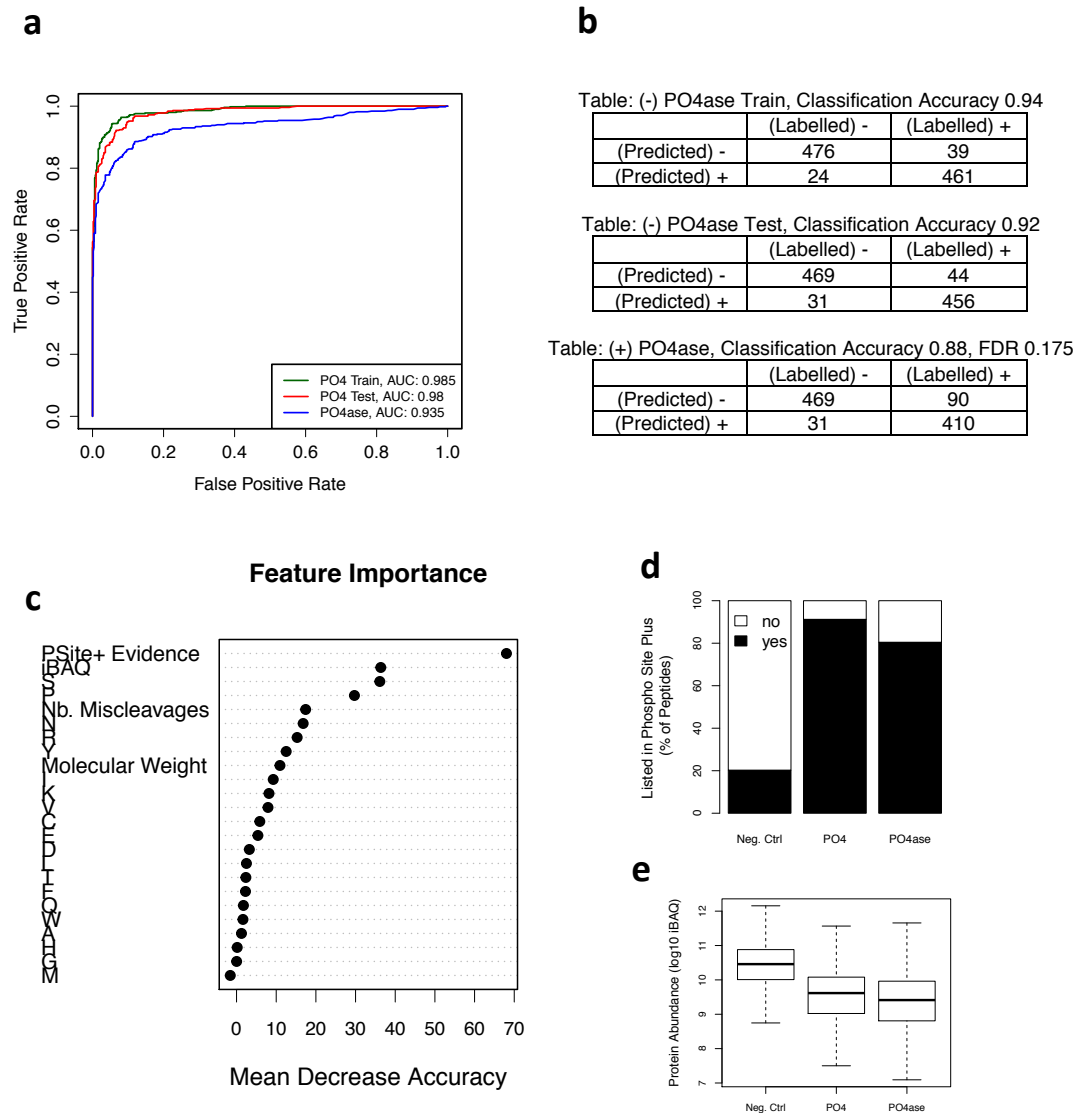 a
1.0
0.8
0.6
0.4
0.2
0.0
True Positive Rate
PO4 Train, AUC: 0.985
PO4 Test, AUC: 0.98
PO4ase, AUC: 0.935
0.0 0.2 0.4 0.6 0.8 1.0
False Positive Rate
b
Table: (-) PO4ase Train, Classification Accuracy 0.94
(Labelled) - (Labelled) +
(Predicted) - 476 39
(Predicted) + 24 461
Table: (-) PO4ase Test, Classification Accuracy 0.92
(Labelled) - (Labelled) +
(Predicted) - 469 44
(Predicted) + 31 456
Table: (+) PO4ase, Classification Accuracy 0.88, FDR 0.175
(Labelled) - (Labelled) +
(Predicted) - 469 90
(Predicted) + 31 410
Feature Importance
c
PSite+ Evidence
iBAQ
S
P
Nb. Miscleavages
N
R
Y
Molecular Weight
I
K
V
C
E
D
L
T
F
Q
W
A
H
G
M
0 10 20 30 40 50 60 70
Mean Decrease Accuracy
d
100
80
60
40
20
0
Listed in Phospho Site Plus
(% of Peptides)
no
yes
Neg. Ctrl PO4 PO4ase
e
12
11
10
9
8
7
Protein Abundance (log10 iBAQ)
Neg. Ctrl PO4 PO4ase